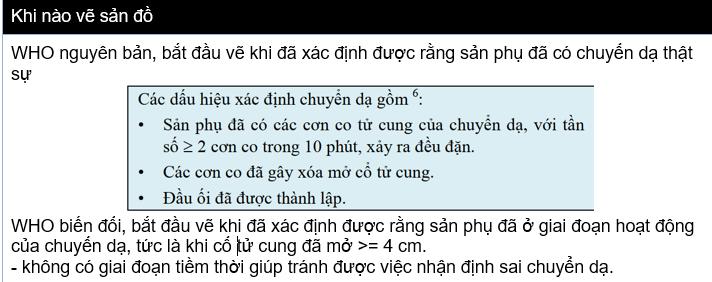 Khi nào vẽ sản đồ
WHO nguyên bản, bắt đầu vẽ khi đã xác định được rằng sản phụ đã có chuyển dạ thật
sự
Các dấu hiệu xác định chuyển dạ gồm ⁶:
• Sản phụ đã có các cơn co tử cung của chuyển dạ, với tần
số ≥ 2 cơn co trong 10 phút, xảy ra đều đặn.
• Các cơn co đã gây xóa mở cổ tử cung.
• Đầu ối đã được thành lập.
WHO biến đổi, bắt đầu vẽ khi đã xác định được rằng sản phụ đã ở giai đoạn hoạt động
của chuyển dạ, tức là khi cổ tử cung đã mở >= 4 cm.
- không có giai đoạn tiềm thời giúp tránh được việc nhận định sai chuyển dạ.